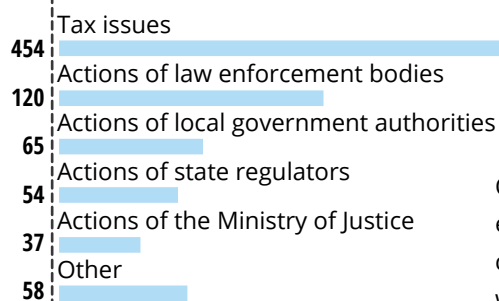 Tax issues
454
Actions of law enforcement bodies
120
Actions of local government authorities
65
Actions of state regulators
54
Actions of the Ministry of Justice
37
Other
58